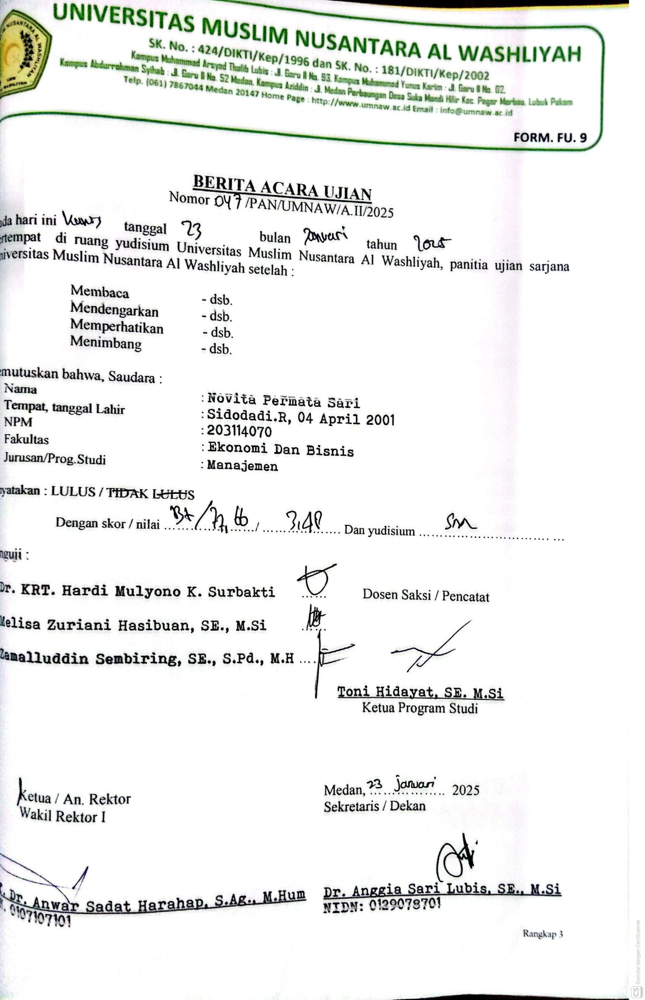 UNIVERSITAS MUSLIM NUSANTARA AL WASHLIYAH
SK. No. : 424/DIKTI/Kep/1996 dan SK. No. : 181/DIKTI/Kep/2002
Kampus Muhammad Arsyad Thalib Lubis : Jl. Garu II No. 93, Kampus Muhammad Yunus Karim : Jl. Garu II No. 02,
Kampus Abdurrahman Syihab : Jl. Garu II No. 52 Medan, Kampus Aziddin : Jl. Medan Perbaungan Desa Suka Mandi Hilir Kec. Pagar Merbau, Lubuk Pakam
Telp. (061) 7867044 Medan 20147 Home Page : http://www.umnaw.ac.id Email : info@umnaw.ac.id
FORM. FU. 9
BERITA ACARA UJIAN
Nomor 047 /PAN/UMNAW/A.II/2025
ada hari ini Kamis tanggal 23 bulan Januari tahun 2025
ertempat di ruang yudisium Universitas Muslim Nusantara Al Washliyah, panitia ujian sarjana
niversitas Muslim Nusantara Al Washliyah setelah :
Membaca - dsb.
Mendengarkan - dsb.
Memperhatikan - dsb.
Menimbang - dsb.
emutuskan bahwa, Saudara :
Nama : Novita Permata Sari
Tempat, tanggal Lahir : Sidodadi.R, 04 April 2001
NPM : 203114070
Fakultas : Ekonomi Dan Bisnis
Jurusan/Prog.Studi : Manajemen
nyatakan : LULUS / TIDAK LULUS
Dengan skor / nilai B+/77,66 / 3,48 Dan yudisium SM
nguji :
Dr. KRT. Hardi Mulyono K. Surbakti ...... Dosen Saksi / Pencatat
Melisa Zuriani Hasibuan, SE., M.Si ......
Zamalluddin Sembiring, SE., S.Pd., M.H ....
Toni Hidayat, SE. M.Si
Ketua Program Studi
Medan, 23 januari 2025
Ketua / An. Rektor Sekretaris / Dekan
Wakil Rektor I
Dr. Anwar Sadat Harahap, S.Ag., M.Hum Dr. Anggia Sari Lubis, SE., M.Si
0107107101 NIDN: 0129078701
Rangkap 3
CS Dipindai dengan CamScanner